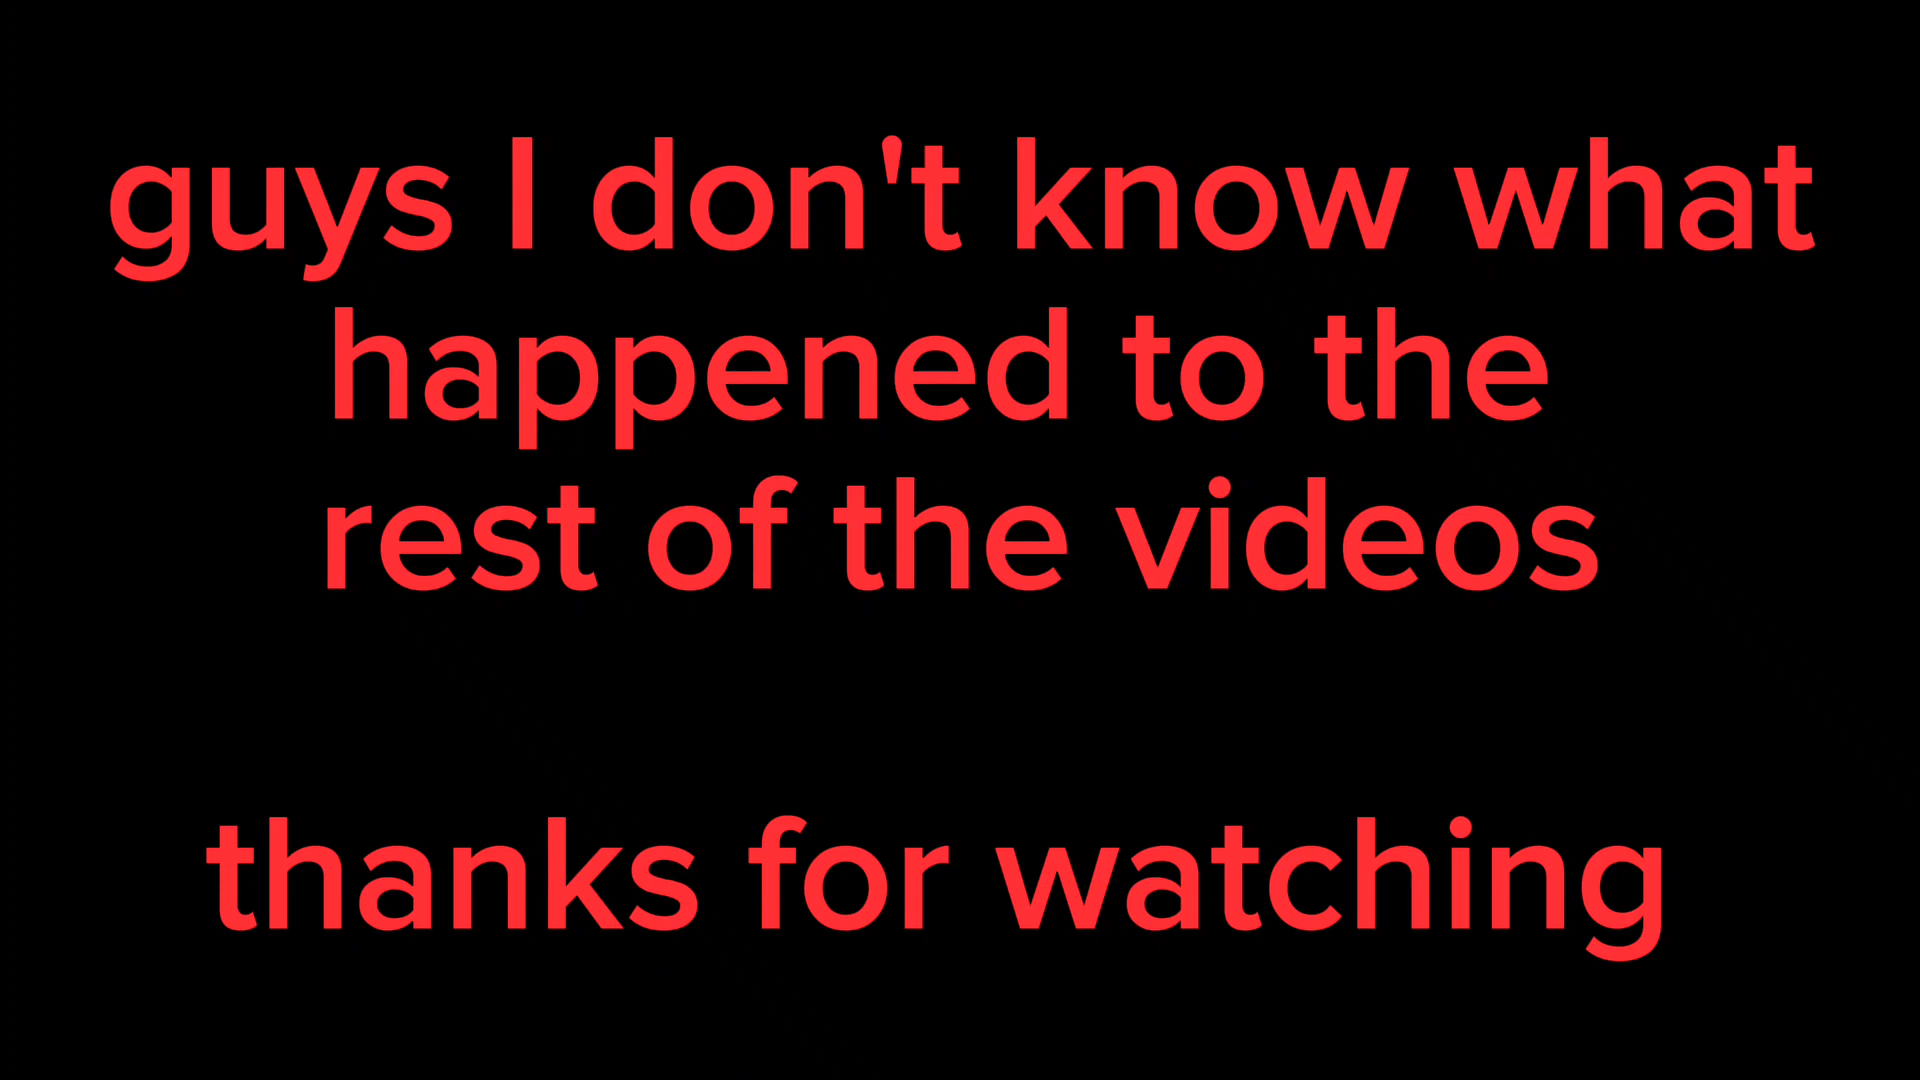 guys I don't know what
happened to the
rest of the videos
thanks for watching